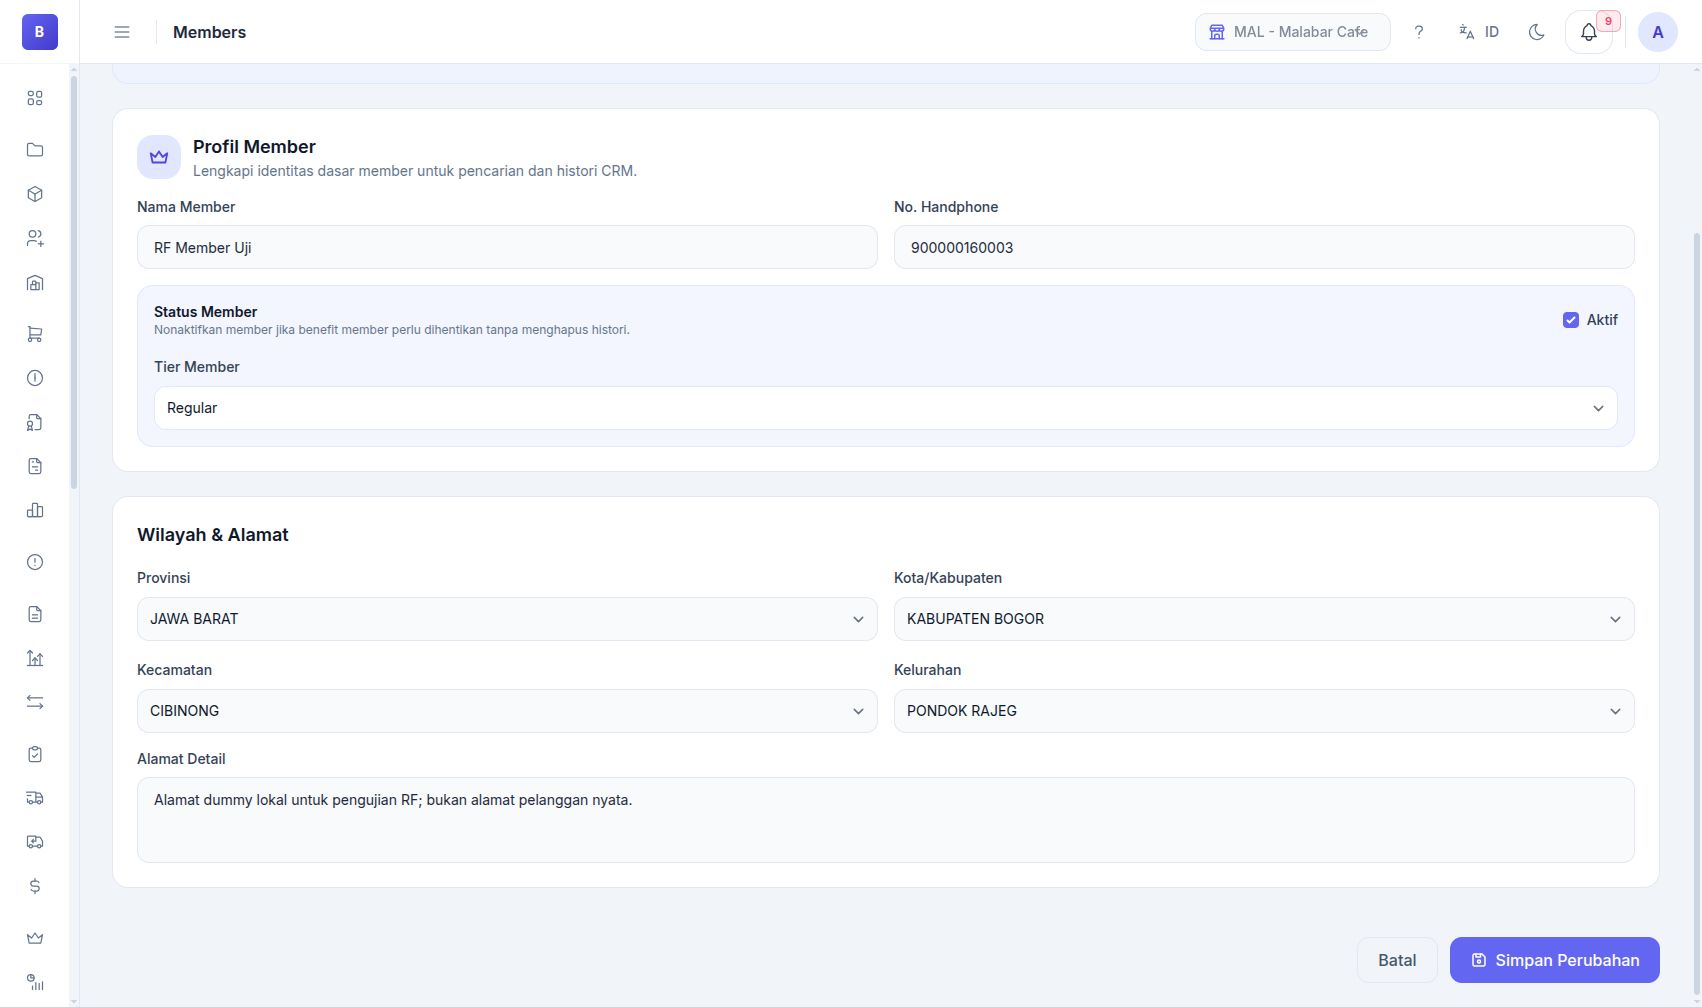 B
Members
MAL - Malabar Cafe
?
ID
9
A
Profil Member
Lengkapi identitas dasar member untuk pencarian dan histori CRM.
Nama Member
No. Handphone
RF Member Uji
900000160003
Status Member
Nonaktifkan member jika benefit member perlu dihentikan tanpa menghapus histori.
Aktif
Tier Member
Regular
Wilayah & Alamat
Provinsi
Kota/Kabupaten
JAWA BARAT
KABUPATEN BOGOR
Kecamatan
Kelurahan
CIBINONG
PONDOK RAJEG
Alamat Detail
Alamat dummy lokal untuk pengujian RF; bukan alamat pelanggan nyata.
Batal
Simpan Perubahan